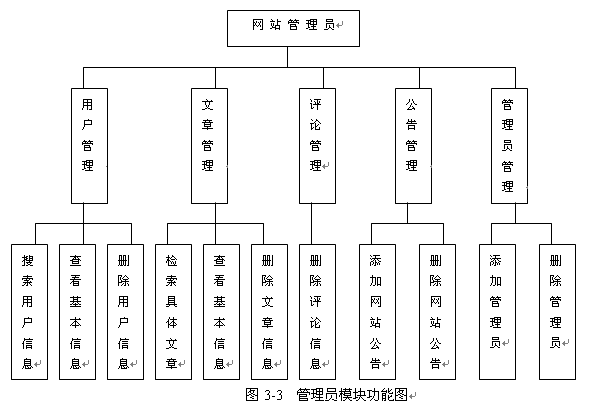 网站管理员
用户管理
文章管理
评论管理
公告管理
管理员管理
搜索用户信息
查看基本信息
删除用户信息
检索具体文章
查看基本信息
删除文章信息
删除评论信息
添加网站公告
删除网站公告
添加管理员
删除管理员
图 3-3 管理员模块功能图